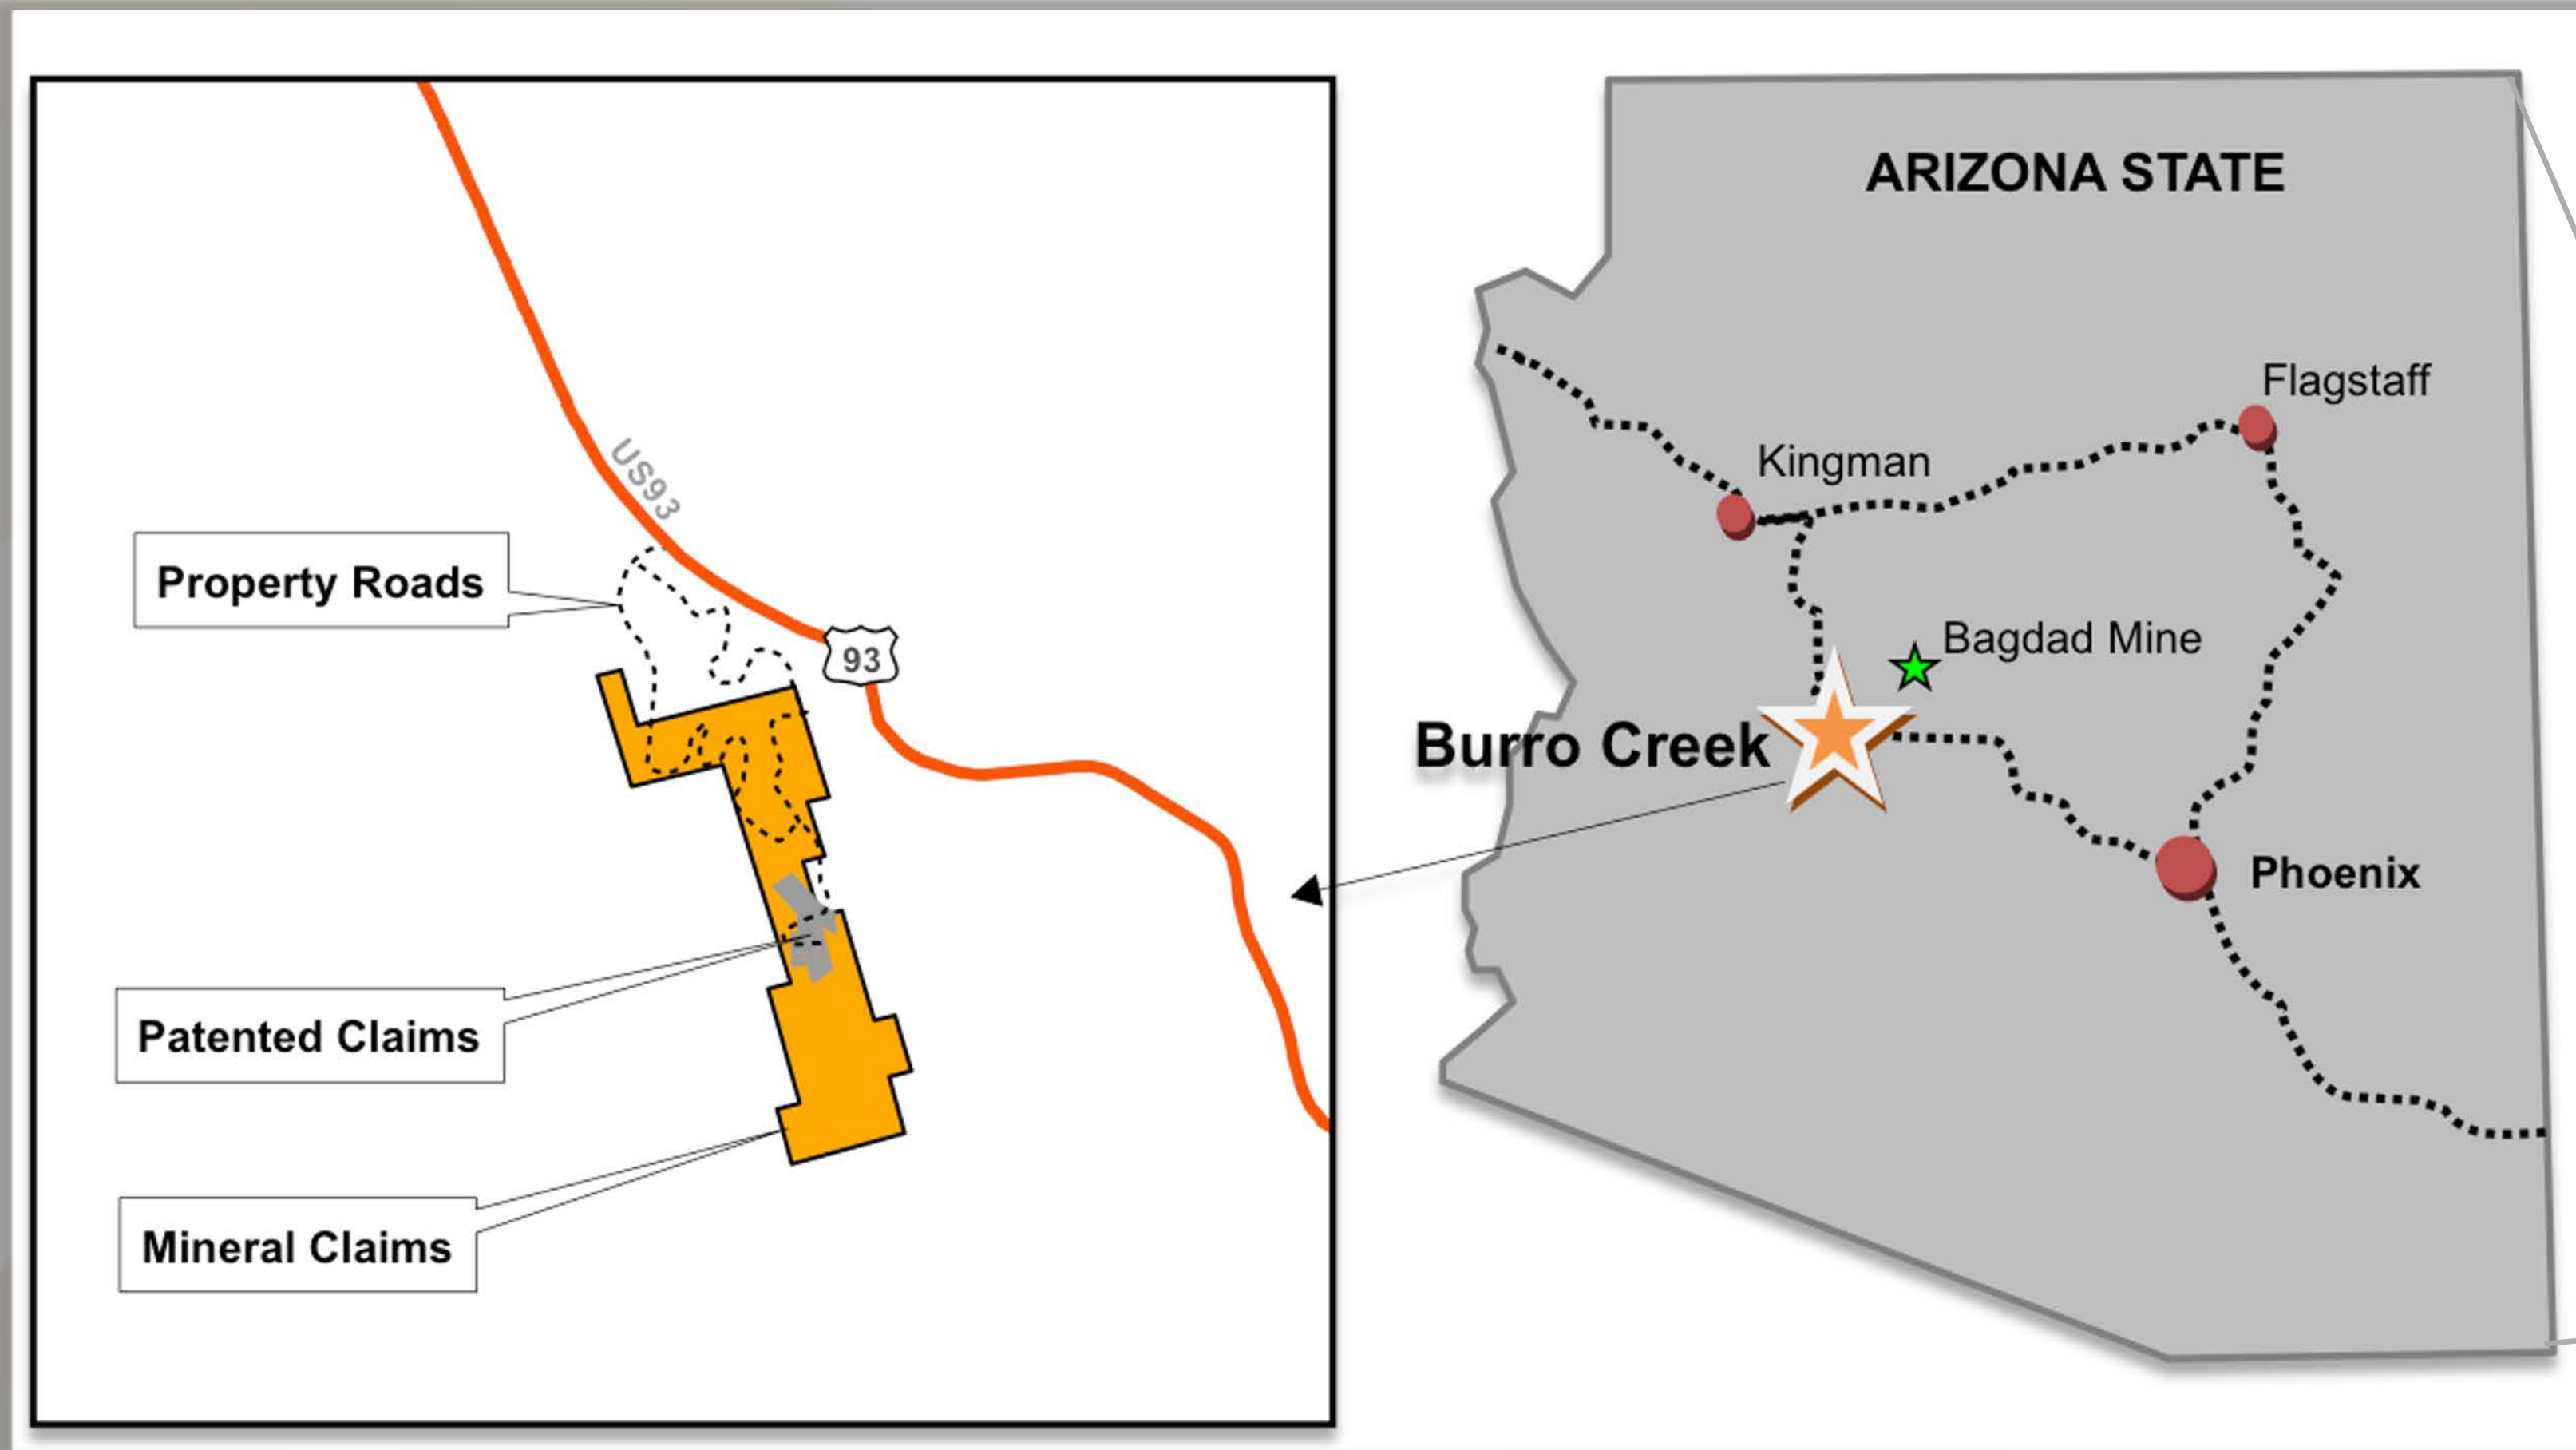 US93
93
Property Roads
Patented Claims
Mineral Claims
ARIZONA STATE
Flagstaff
Kingman
Bagdad Mine
Burro Creek
Phoenix